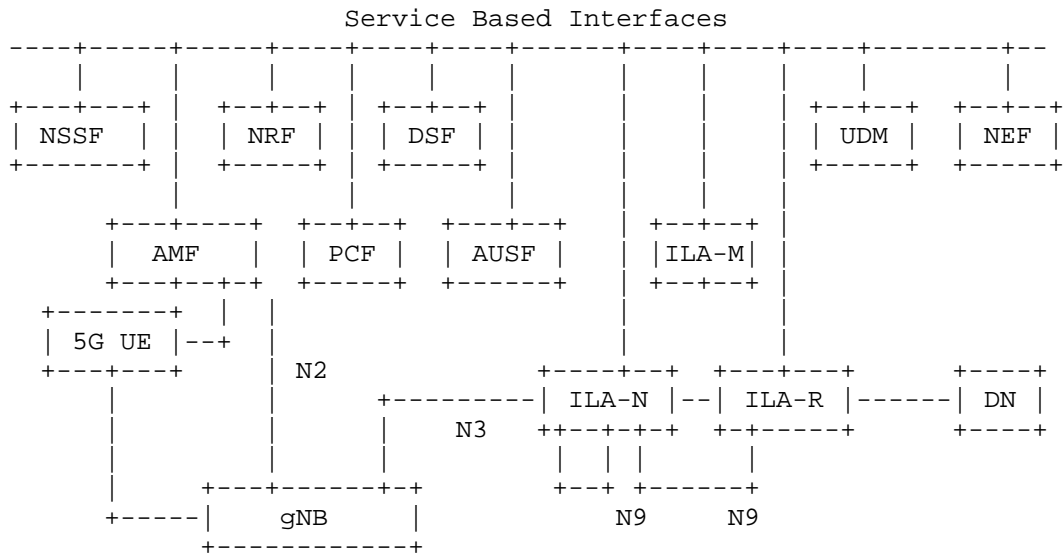 Service Based Interfaces
NSSF NRF DSF UDM NEF
AMF PCF AUSF ILA-M
5G UE
N2
ILA-N ILA-R DN
N3
gNB N9 N9